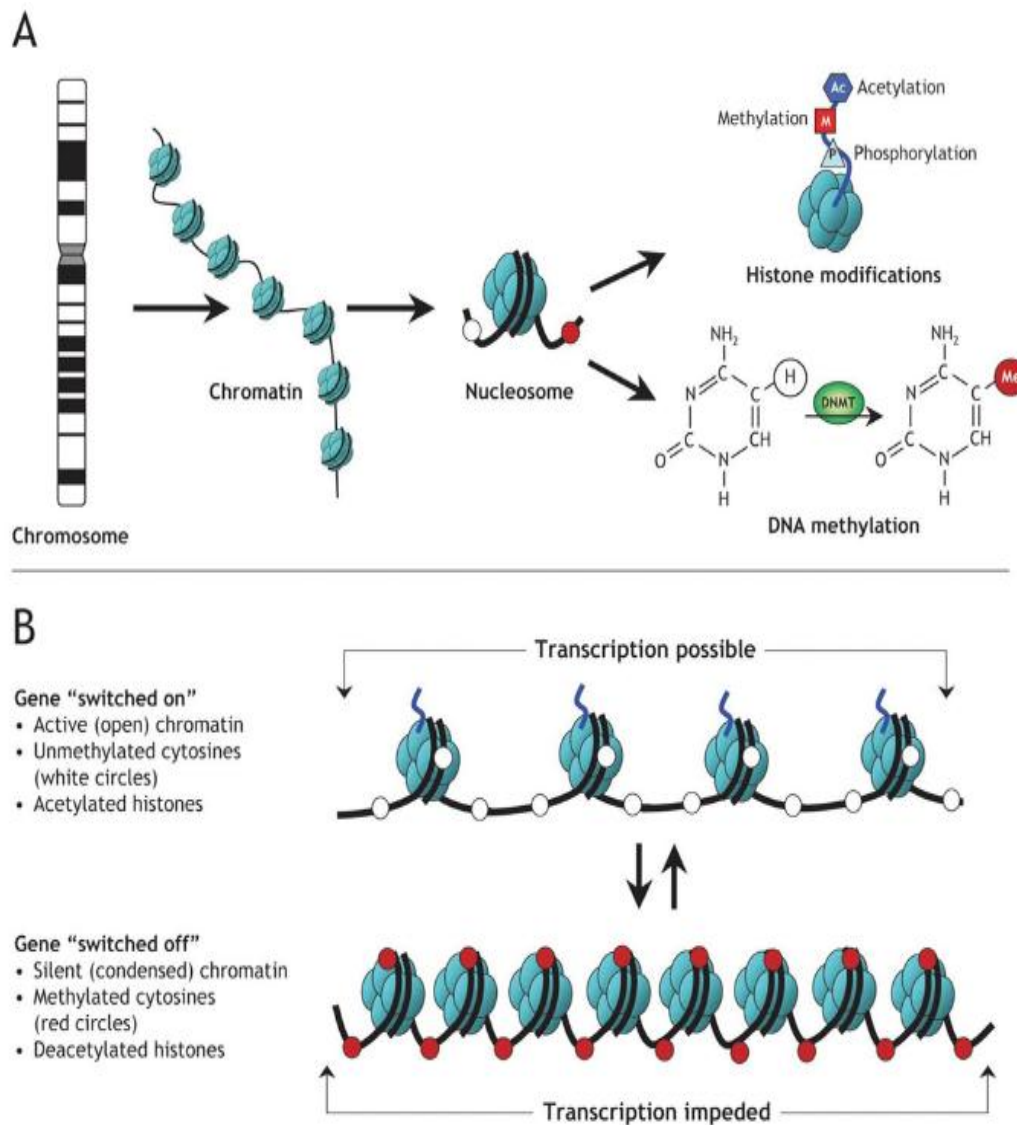 A
Ac Acetylation
Methylation M
P Phosphorylation
Histone modifications
Chromatin
Nucleosome
NH₂
H
C
N
C
C
CH
O
N
H
DNMT
NH₂
Me
C
N
C
C
CH
O
N
H
DNA methylation
Chromosome
B
Transcription possible
Gene “switched on”
• Active (open) chromatin
• Unmethylated cytosines
(white circles)
• Acetylated histones
Gene “switched off”
• Silent (condensed) chromatin
• Methylated cytosines
(red circles)
• Deacetylated histones
Transcription impeded